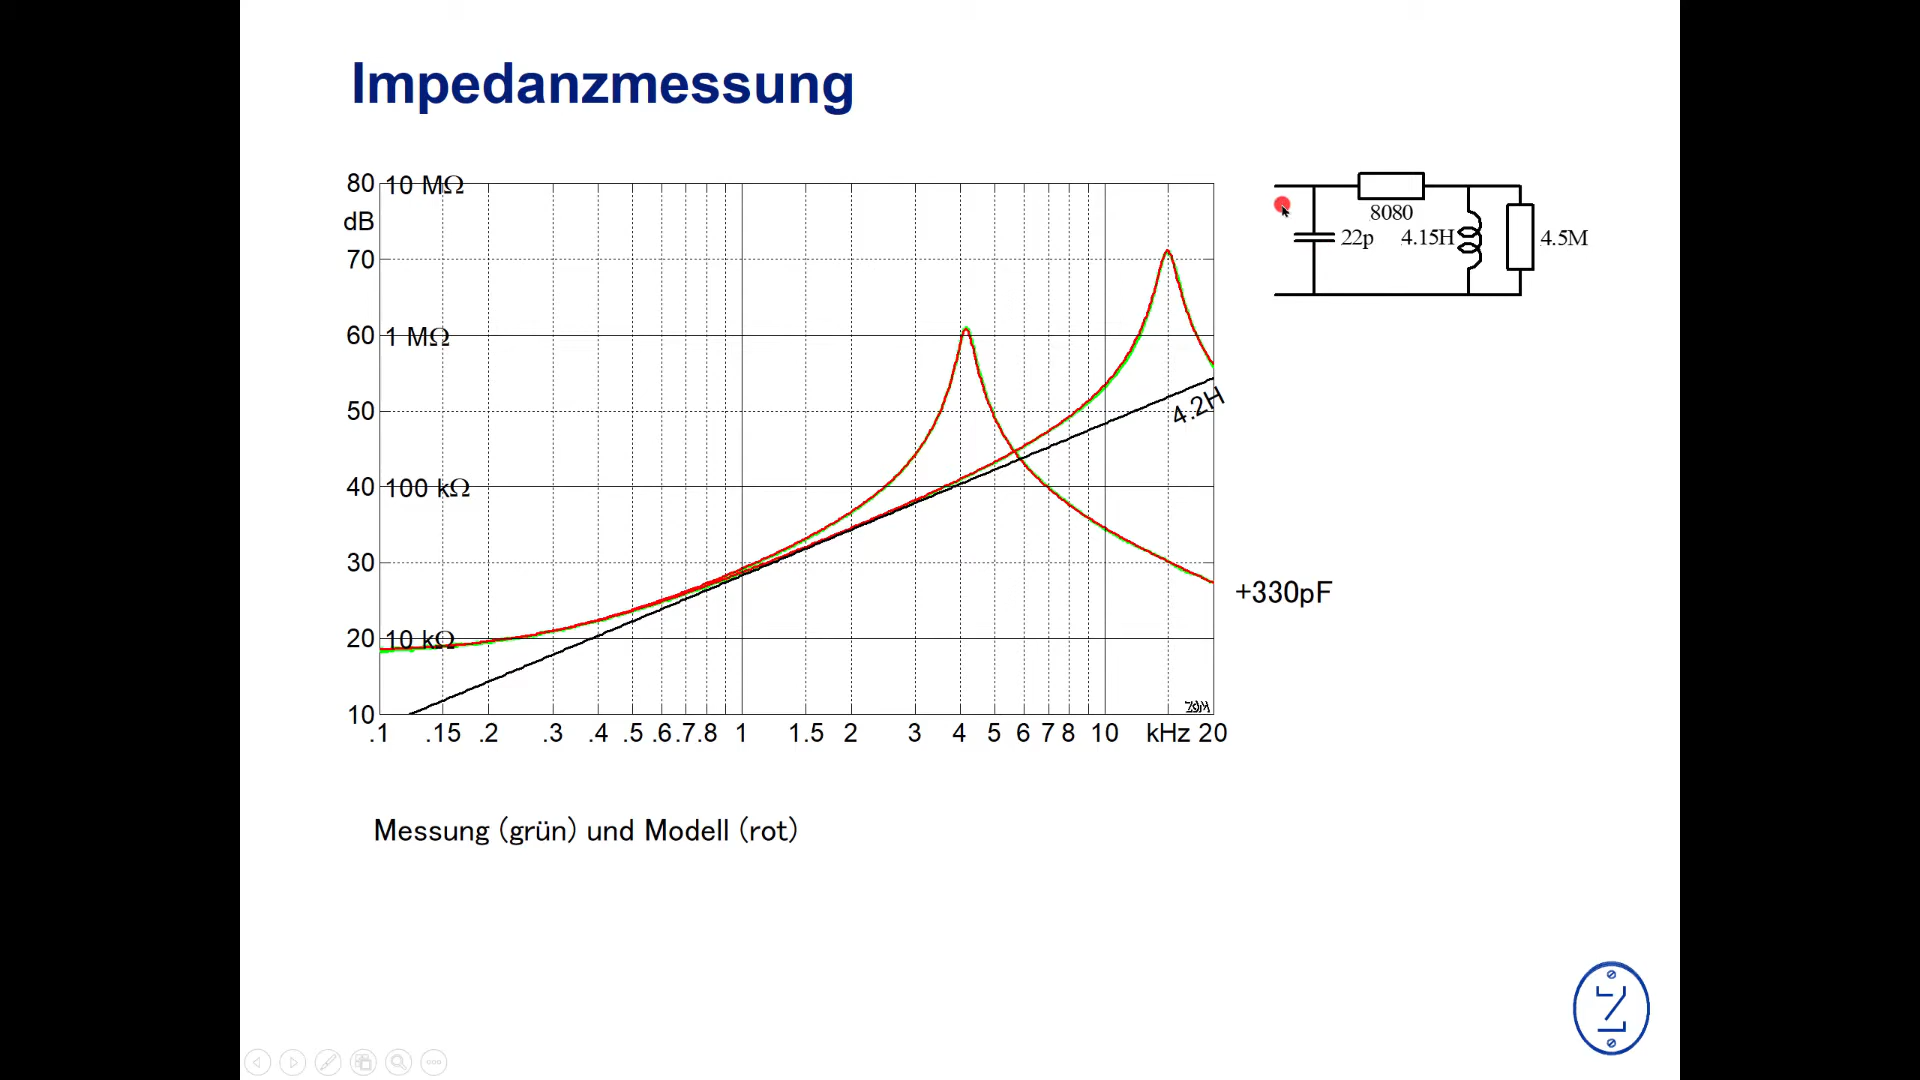 Impedanzmessung
80 10 MΩ
dB
70
60 1 MΩ
50
40 100 kΩ
30
20 10 kΩ
10
.1 .15 .2 .3 .4 .5 .6 .7 .8 1 1.5 2 3 4 5 6 7 8 10 kHz 20
4.2H
+330pF
8080
22p 4.15H 4.5M
Messung (grün) und Modell (rot)